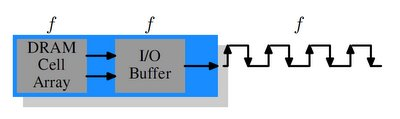 f f f
DRAM
Cell
Array
I/O
Buffer